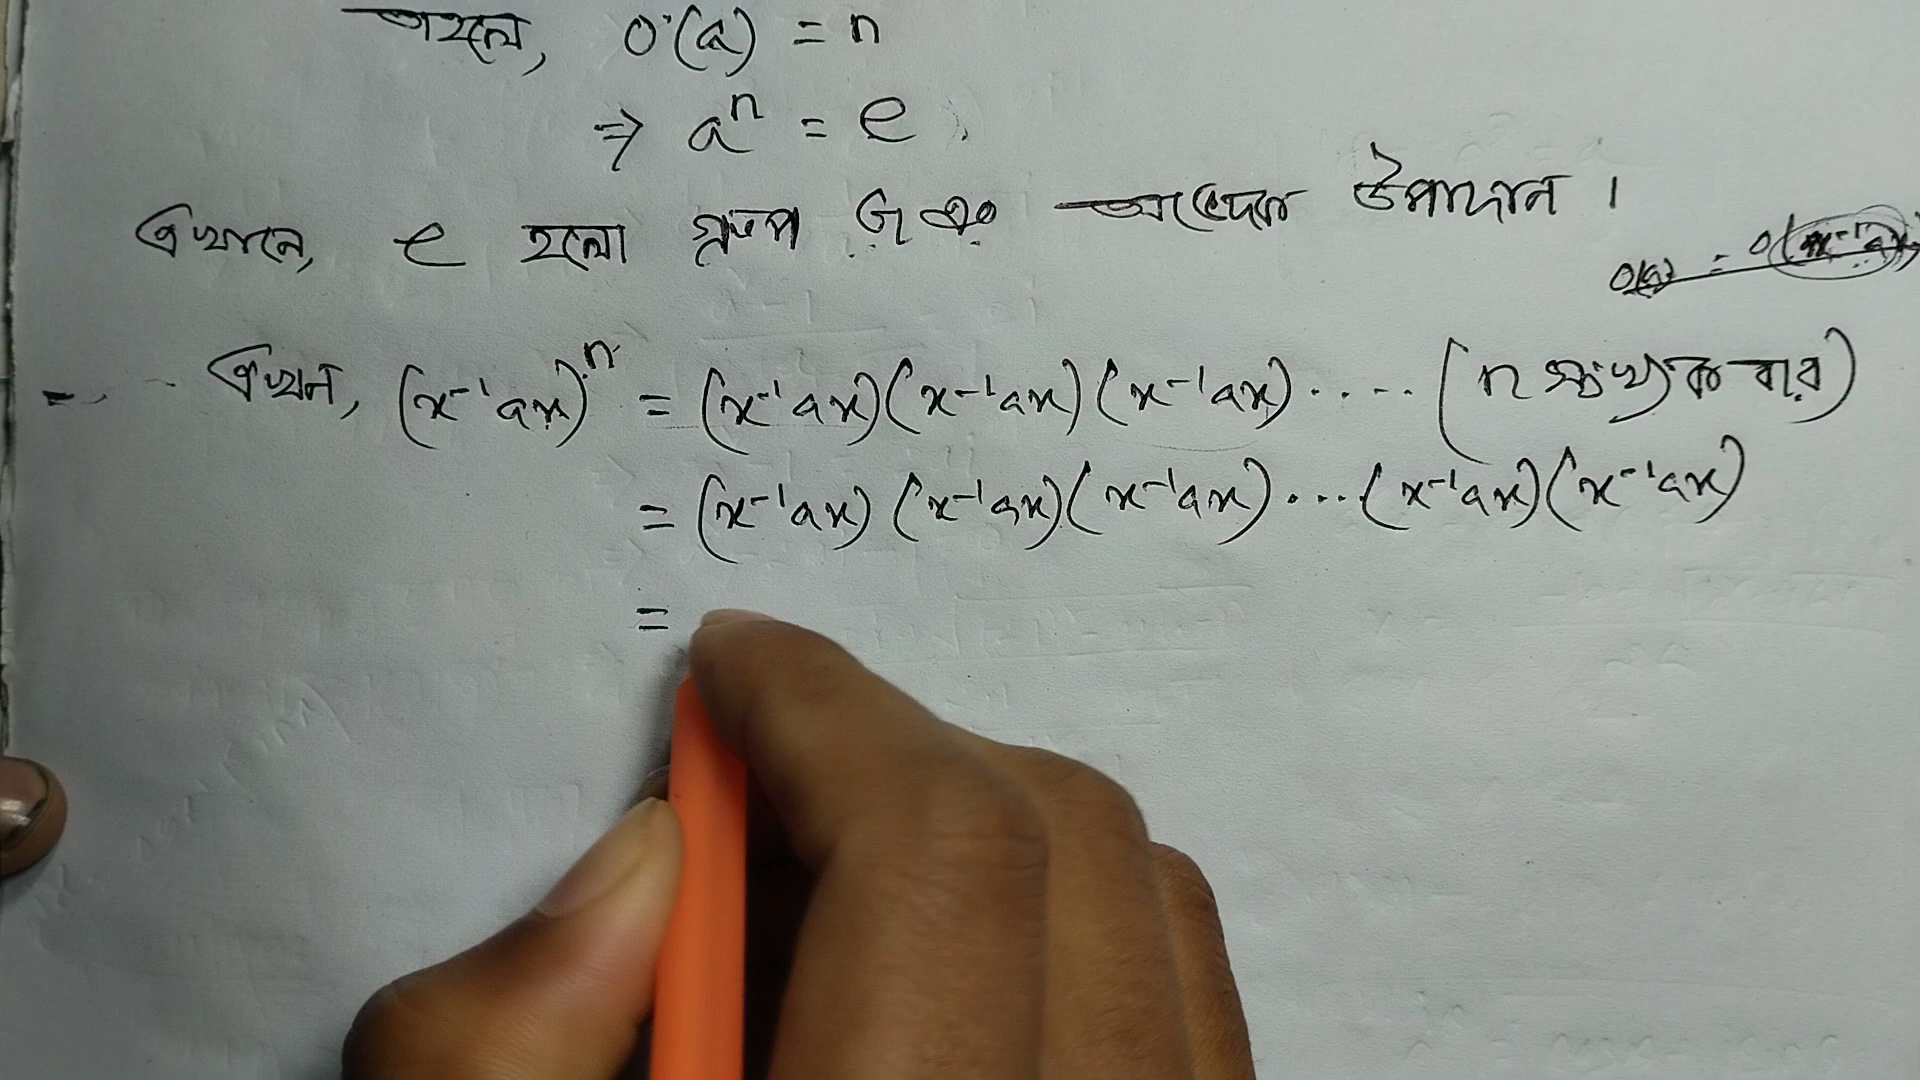 তাহলে, O(a) = n
⇒ aⁿ = e
এখানে, e হলো গ্রুপ G এর অভেদক উপাদান ।
O(a) = O(x⁻¹ax)
এখন, (x⁻¹ax)ⁿ = (x⁻¹ax)(x⁻¹ax)(x⁻¹ax)..... (n সংখ্যক বার)
= (x⁻¹ax)(x⁻¹ax)(x⁻¹ax)....(x⁻¹ax)(x⁻¹ax)
=